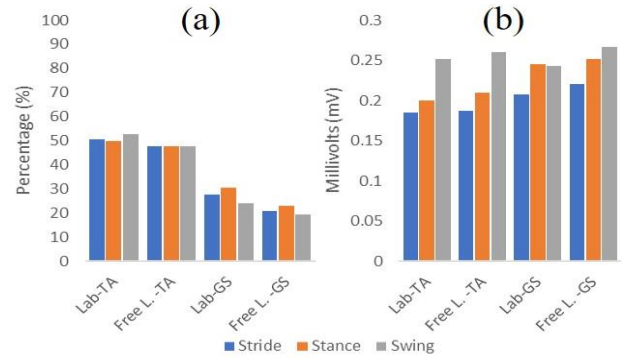 (a)
Percentage (%)
100
90
80
70
60
50
40
30
20
10
0
Lab-TA
Free L. -TA
Lab-GS
Free L. -GS
(b)
Millivolts (mV)
0.3
0.25
0.2
0.15
0.1
0.05
0
Lab-TA
Free L. -TA
Lab-GS
Free L. -GS
Stride Stance Swing